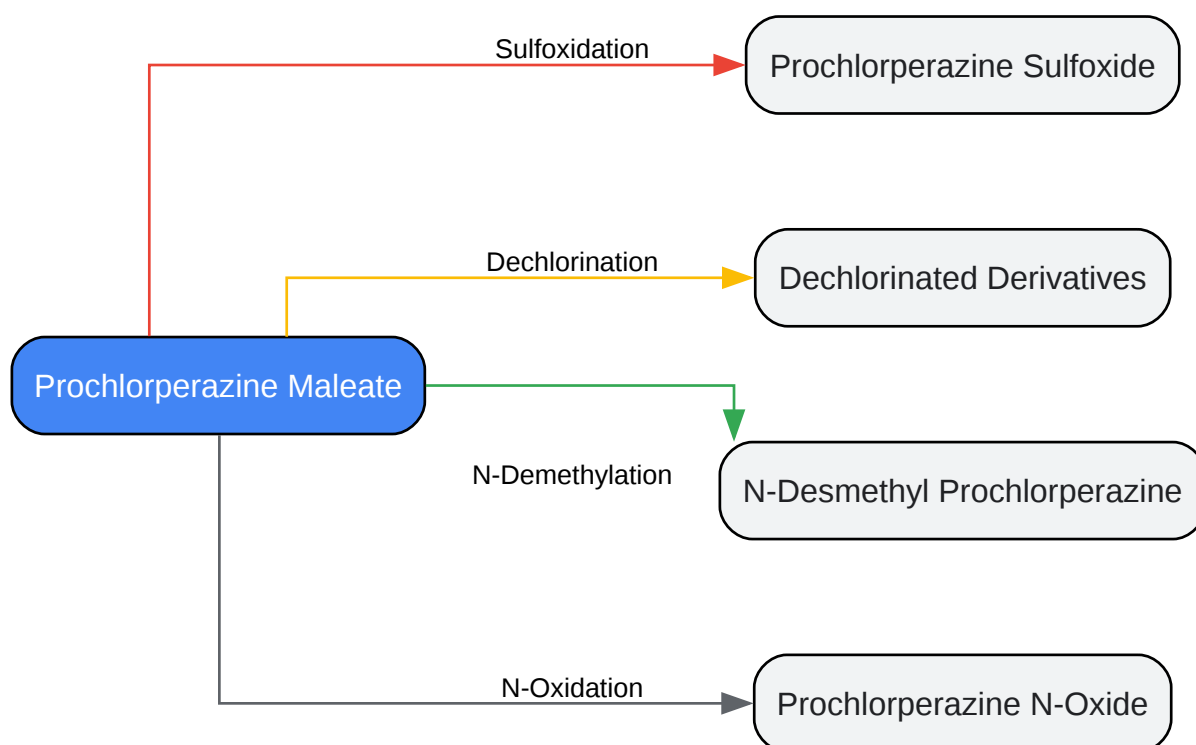 Sulfoxidation
Prochlorperazine Sulfoxide
Dechlorination
Dechlorinated Derivatives
Prochlorperazine Maleate
N-Demethylation
N-Desmethyl Prochlorperazine
N-Oxidation
Prochlorperazine N-Oxide